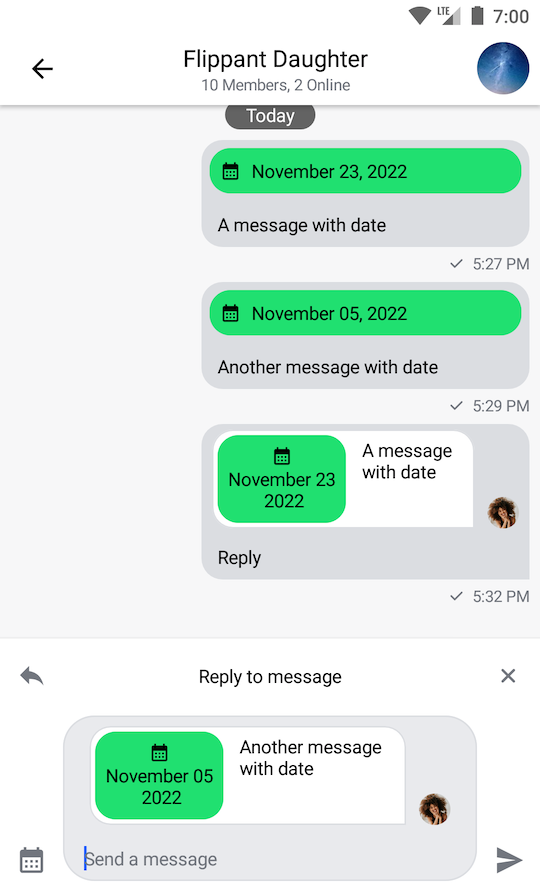 LTE 7:00
Flippant Daughter
10 Members, 2 Online
Today
November 23, 2022
A message with date
5:27 PM
November 05, 2022
Another message with date
5:29 PM
November 23
2022
A message
with date
Reply
5:32 PM
Reply to message
November 05
2022
Another message
with date
Send a message